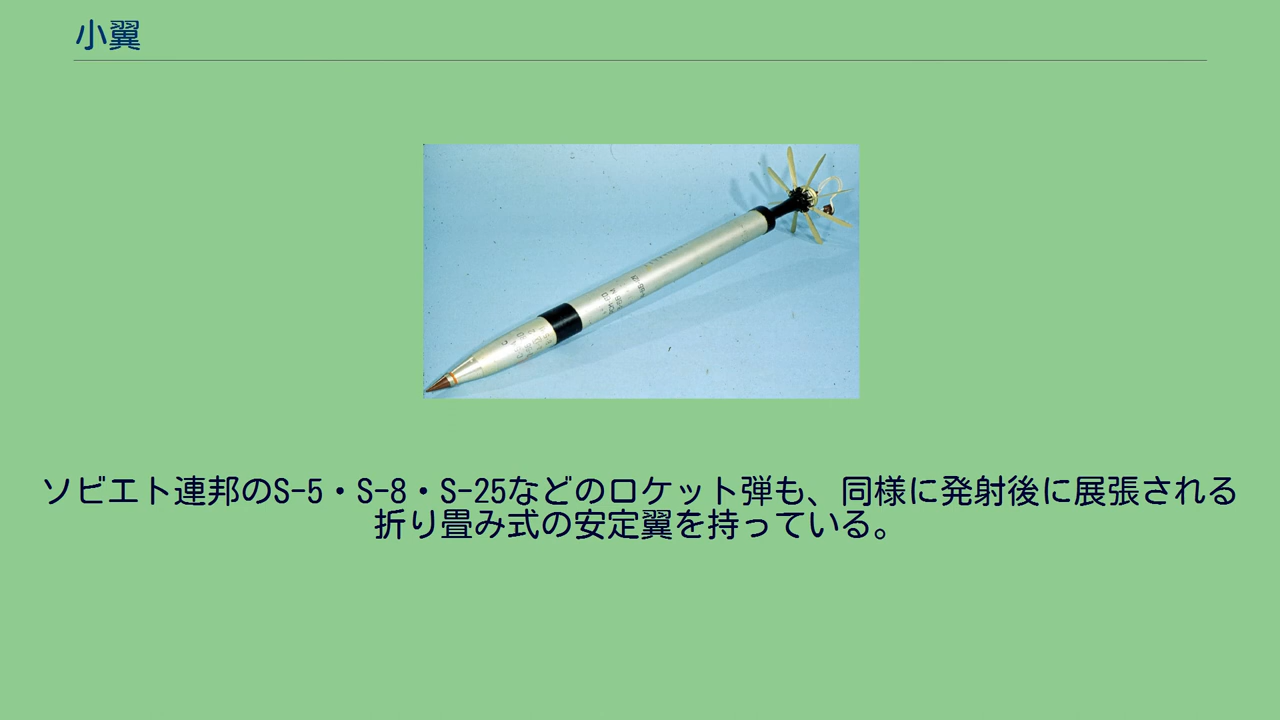 小翼
ソビエト連邦のS-5・S-8・S-25などのロケット弾も、同様に発射後に展張される
折り畳み式の安定翼を持っている。